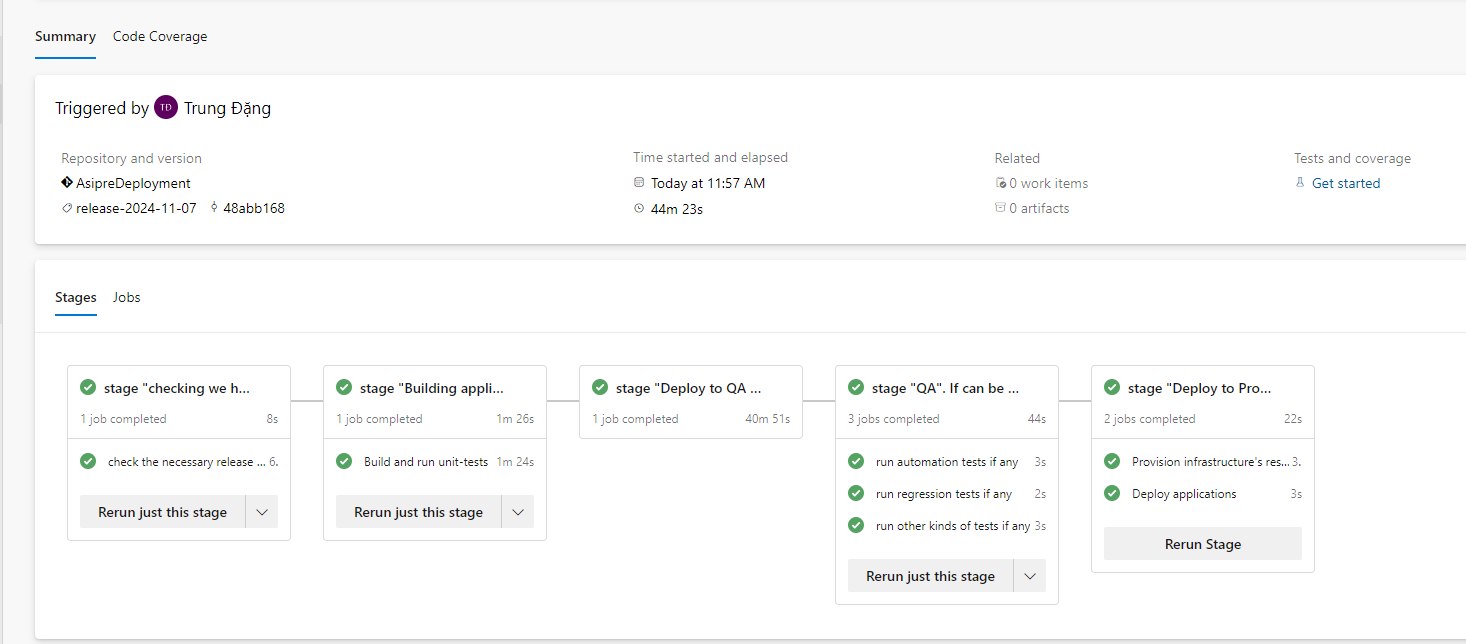 Summary Code Coverage
Triggered by TD Trung Đặng
Repository and version
AsipreDeployment
release-2024-11-07 48abb168
Time started and elapsed
Today at 11:57 AM
44m 23s
Related
0 work items
0 artifacts
Tests and coverage
Get started
Stages Jobs
stage "checking we h...
1 job completed 8s
check the necessary release ... 6.
Rerun just this stage
stage "Building appli...
1 job completed 1m 26s
Build and run unit-tests 1m 24s
Rerun just this stage
stage "Deploy to QA ...
1 job completed 40m 51s
stage "QA". If can be ...
3 jobs completed 44s
run automation tests if any 3s
run regression tests if any 2s
run other kinds of tests if any 3s
Rerun just this stage
stage "Deploy to Pro...
2 jobs completed 22s
Provision infrastructure's res... 3.
Deploy applications 3s
Rerun Stage